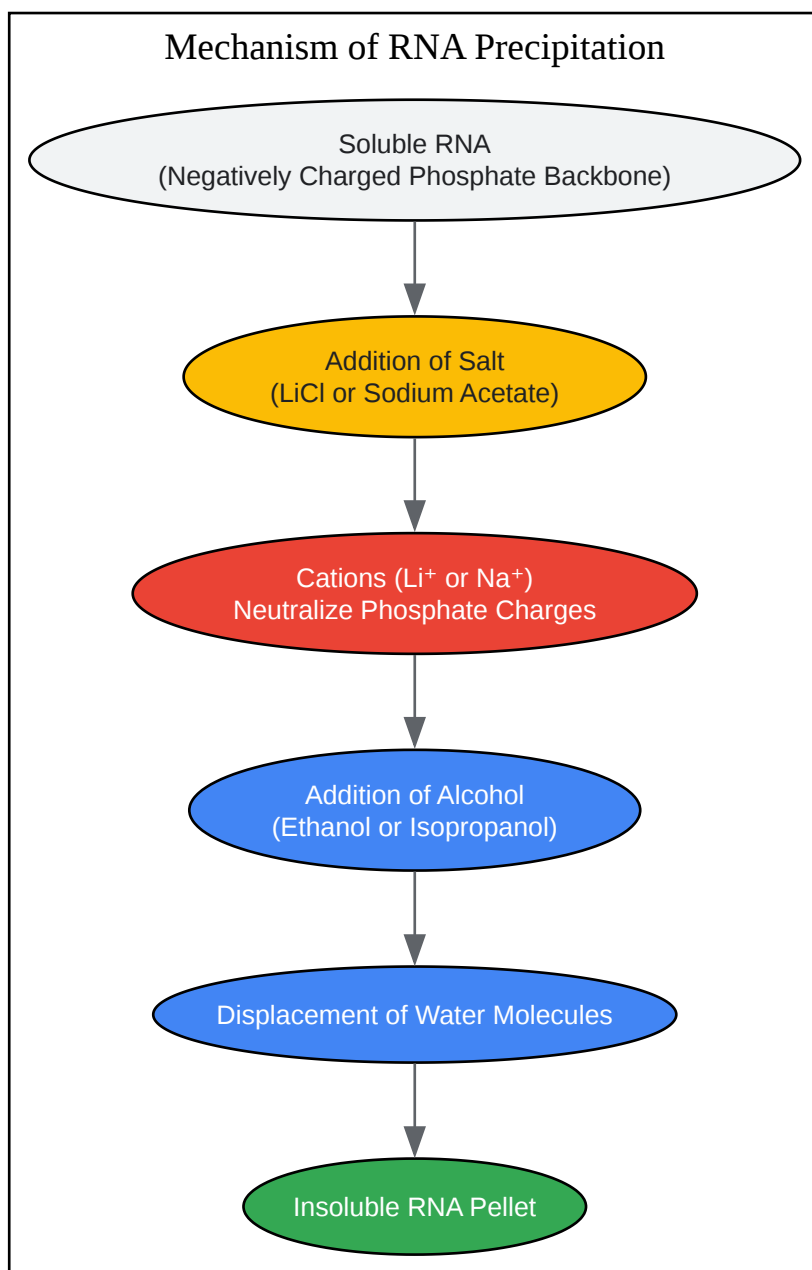 Mechanism of RNA Precipitation
Soluble RNA
(Negatively Charged Phosphate Backbone)
Addition of Salt
(LiCl or Sodium Acetate)
Cations (Li⁺ or Na⁺)
Neutralize Phosphate Charges
Addition of Alcohol
(Ethanol or Isopropanol)
Displacement of Water Molecules
Insoluble RNA Pellet